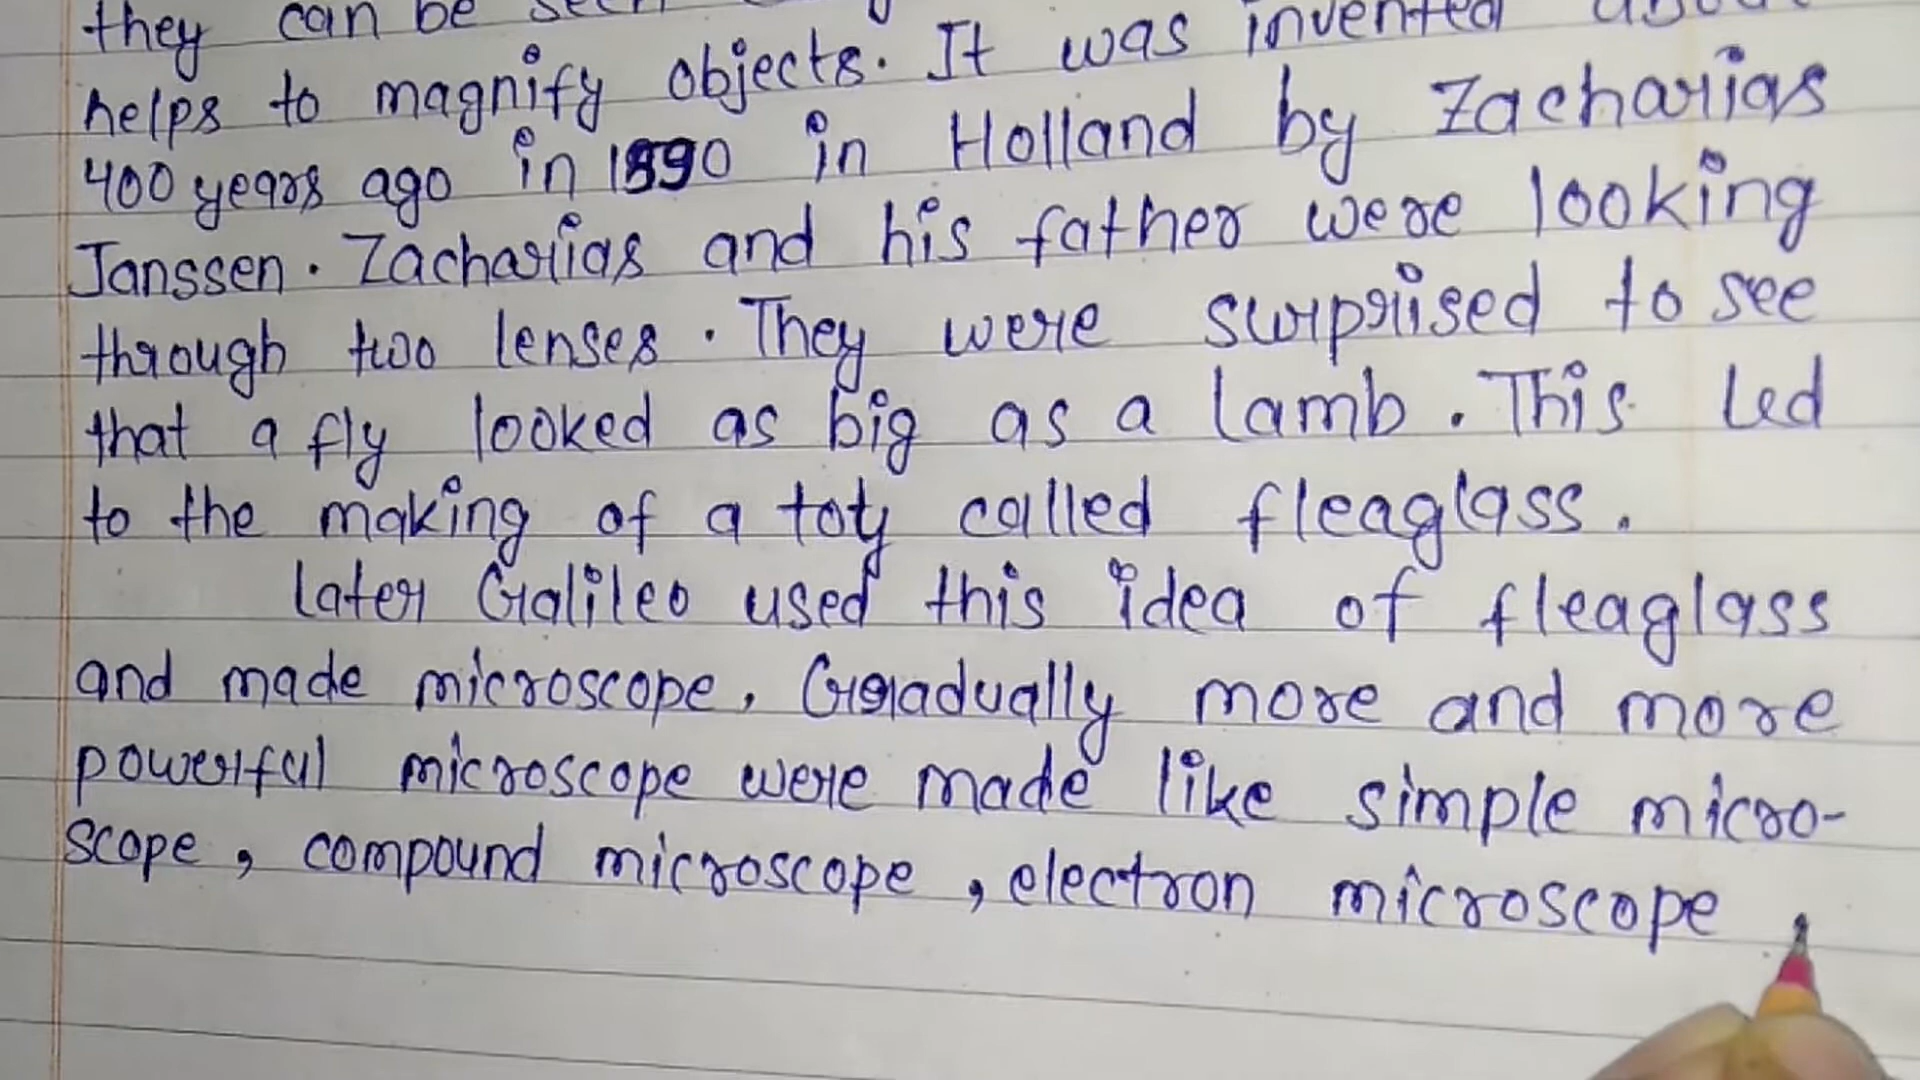 they can be seen
helps to magnify objects. It was invented about
400 years ago in 1590 in Holland by Zacharias
Janssen. Zacharias and his father were looking
through two lenses. They were surprised to see
that a fly looked as big as a lamb. This led
to the making of a toty called fleaglass.
Later Galileo used this idea of fleaglass
and made microscope. Gradually more and more
powerful microscope were made like simple micro-
scope, compound microscope, electron microscope